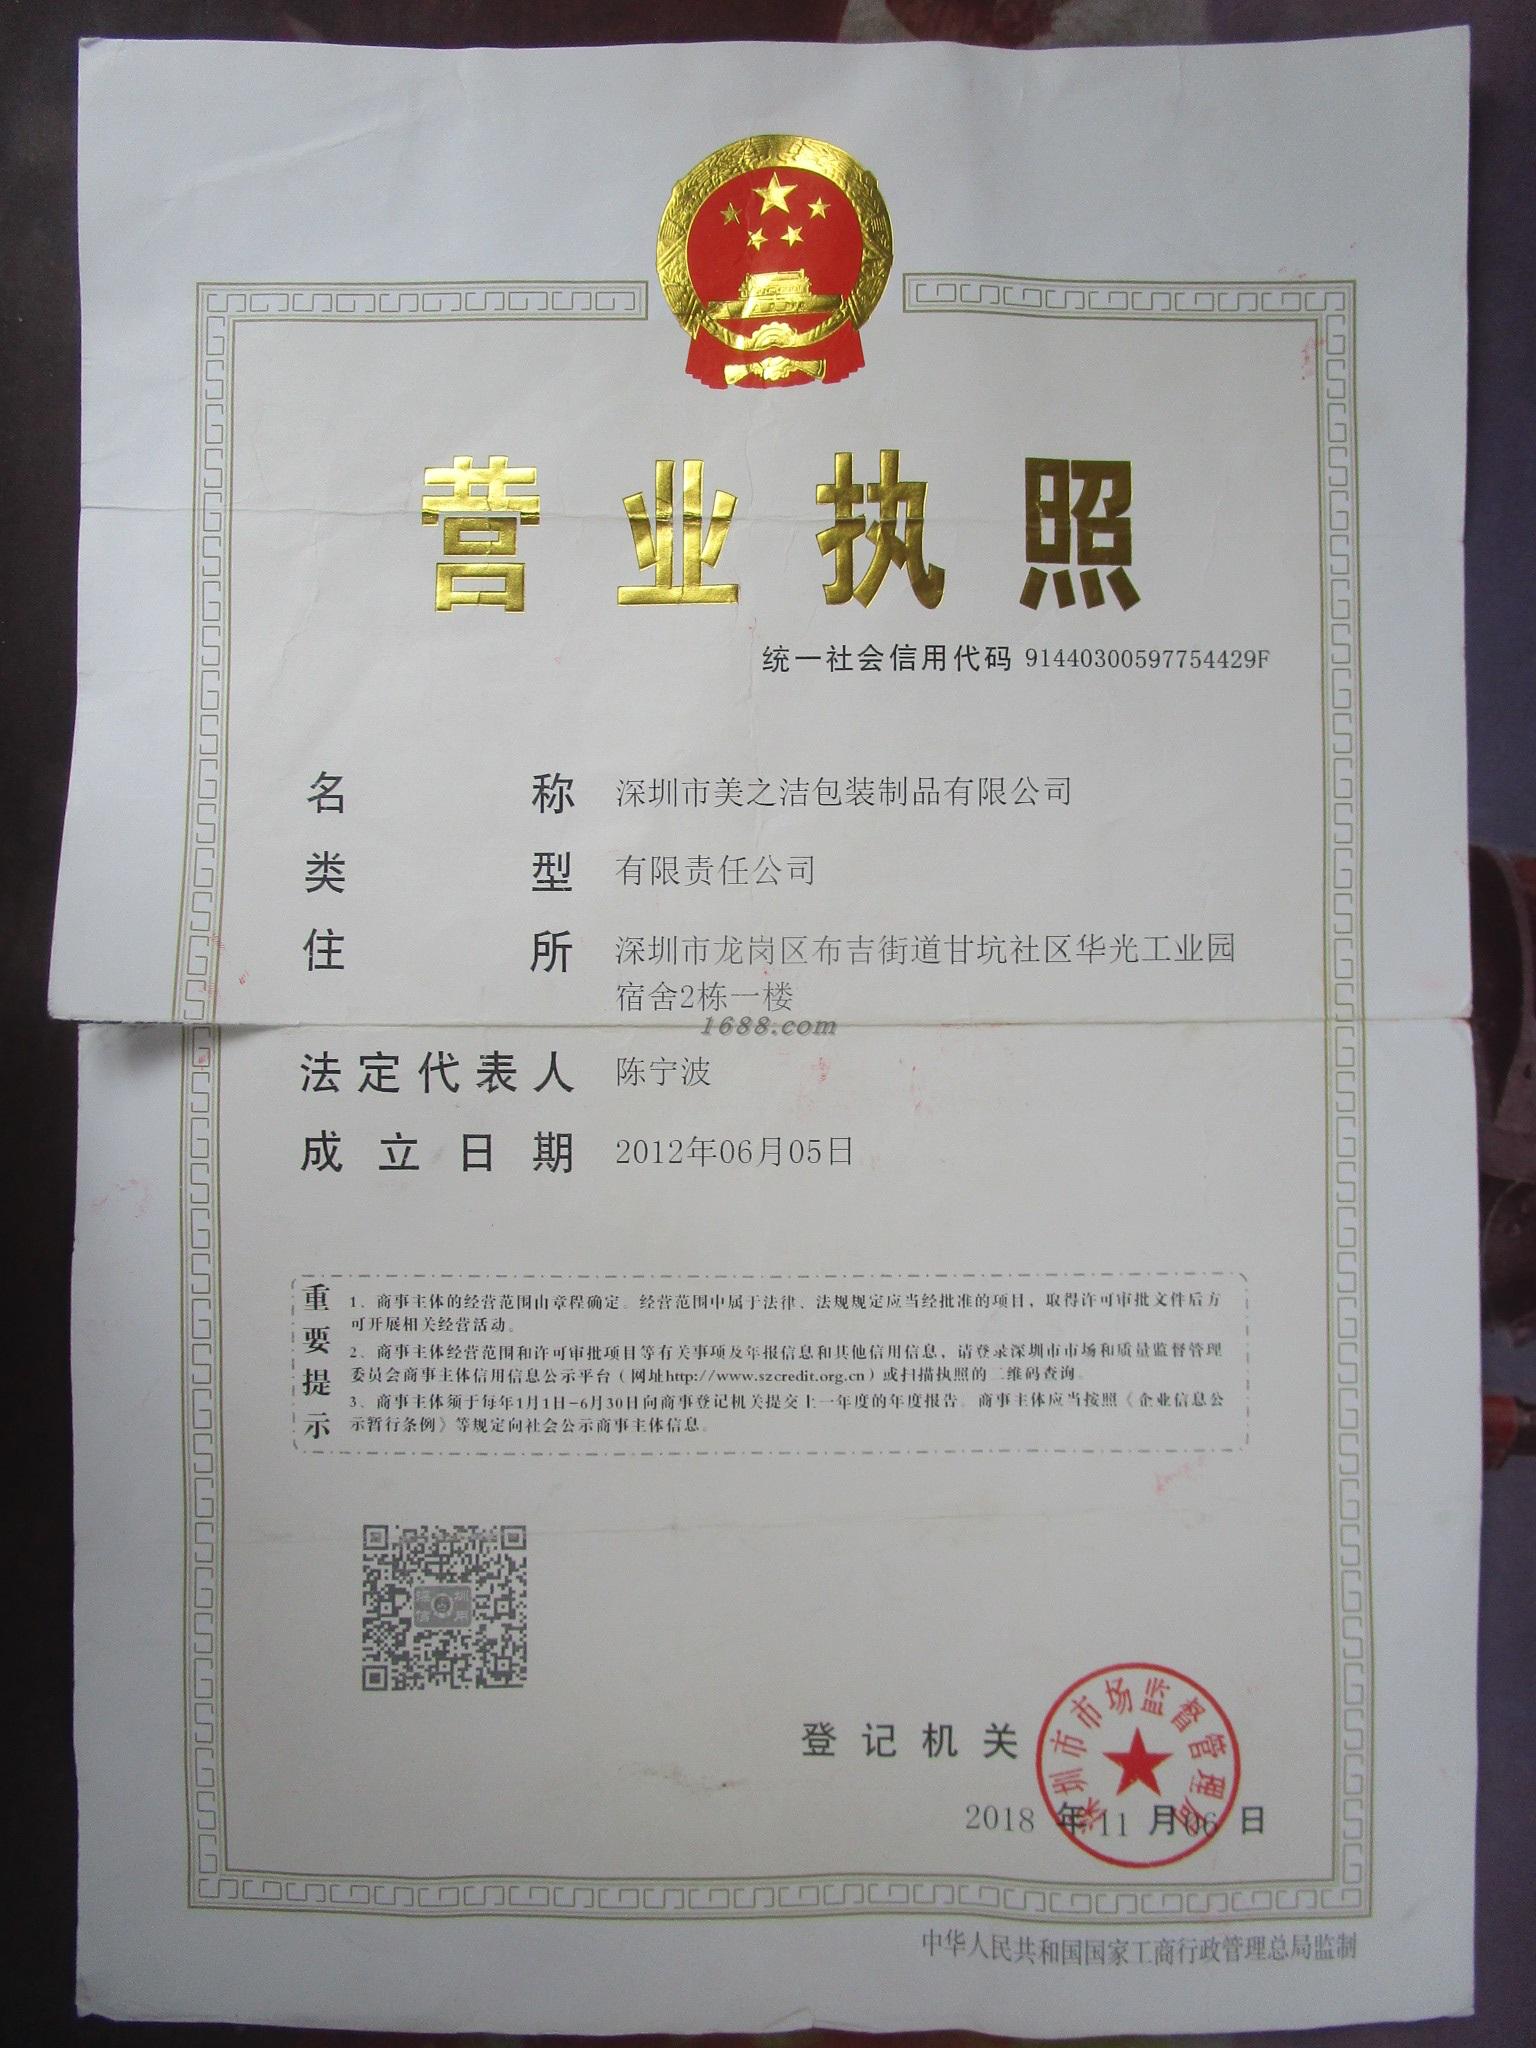 营业执照
统一社会信用代码 91440300597754429F
名称 深圳市美之洁包装制品有限公司
类型 有限责任公司
住所 深圳市龙岗区布吉街道甘坑社区华光工业园
宿舍2栋一楼
1688.com
法定代表人 陈宁波
成立日期 2012年06月05日
重要提示
1、商事主体的经营范围由章程确定。经营范围中属于法律、法规规定应当经批准的项目，取得许可审批文件后方
可开展相关经营活动。
2、商事主体经营范围和许可审批项目等有关事项及年报信息和其他信用信息，请登录深圳市市场和质量监督管理
委员会商事主体信用信息公示平台（网址http://www.szcredit.org.cn）或扫描执照的二维码查询。
3、商事主体须于每年1月1日-6月30日向商事登记机关提交上一年度的年度报告。商事主体应当按照《企业信息公
示暂行条例》等规定向社会公示商事主体信息。
深圳
信用
登记机关
深圳市市场监督管理局
2018 年 11 月 06 日
中华人民共和国国家工商行政管理总局监制